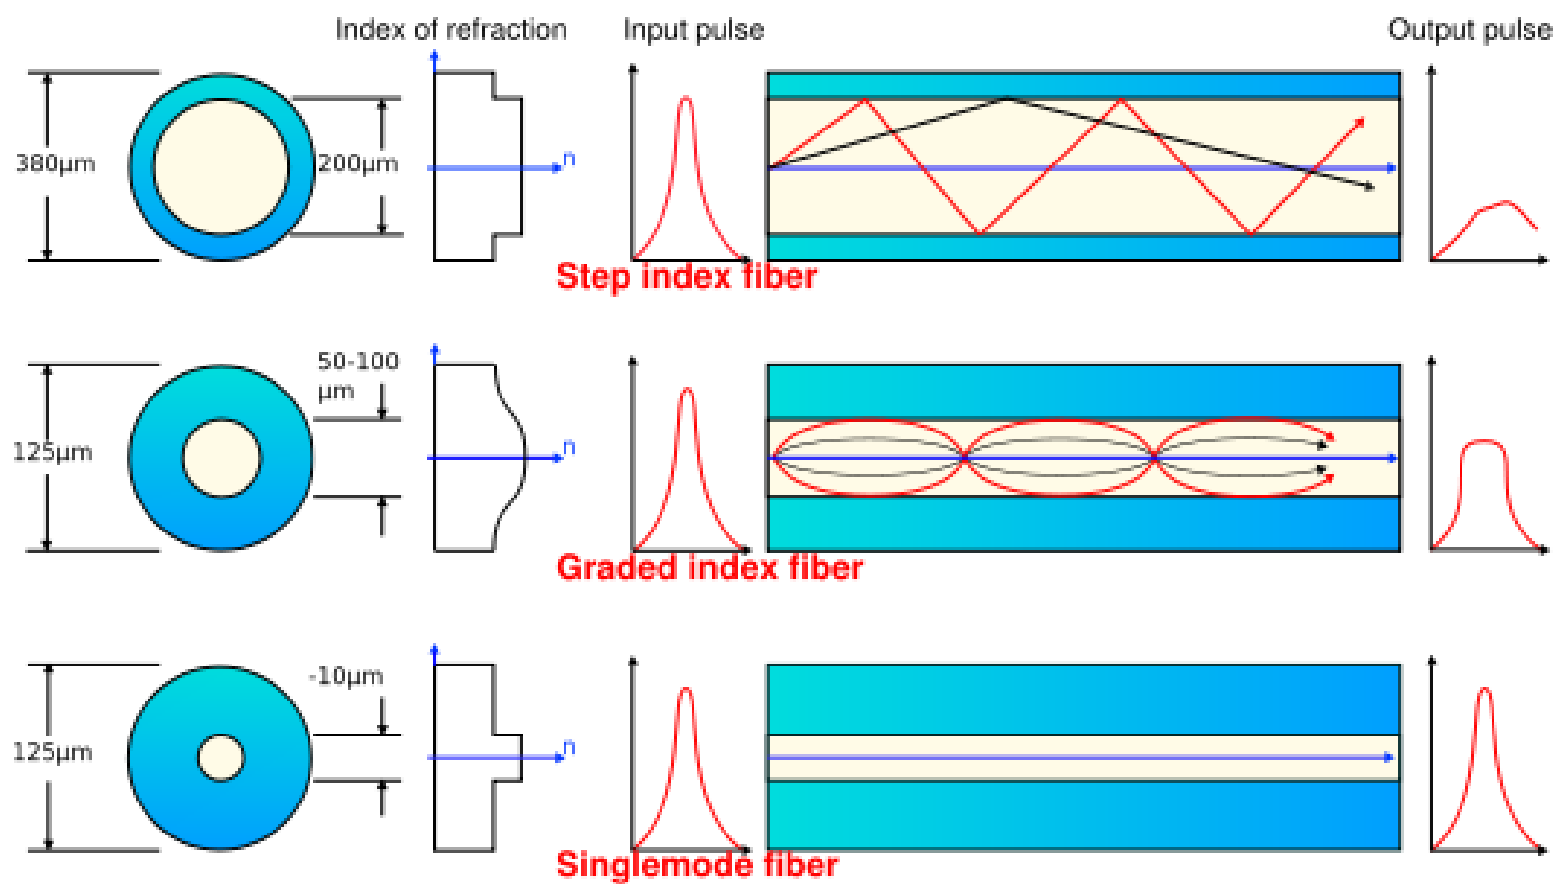 Index of refraction
Input pulse
Output pulse
380µm
200µm
n
Step index fiber
50-100
µm
125µm
n
Graded index fiber
-10µm
125µm
n
Singlemode fiber